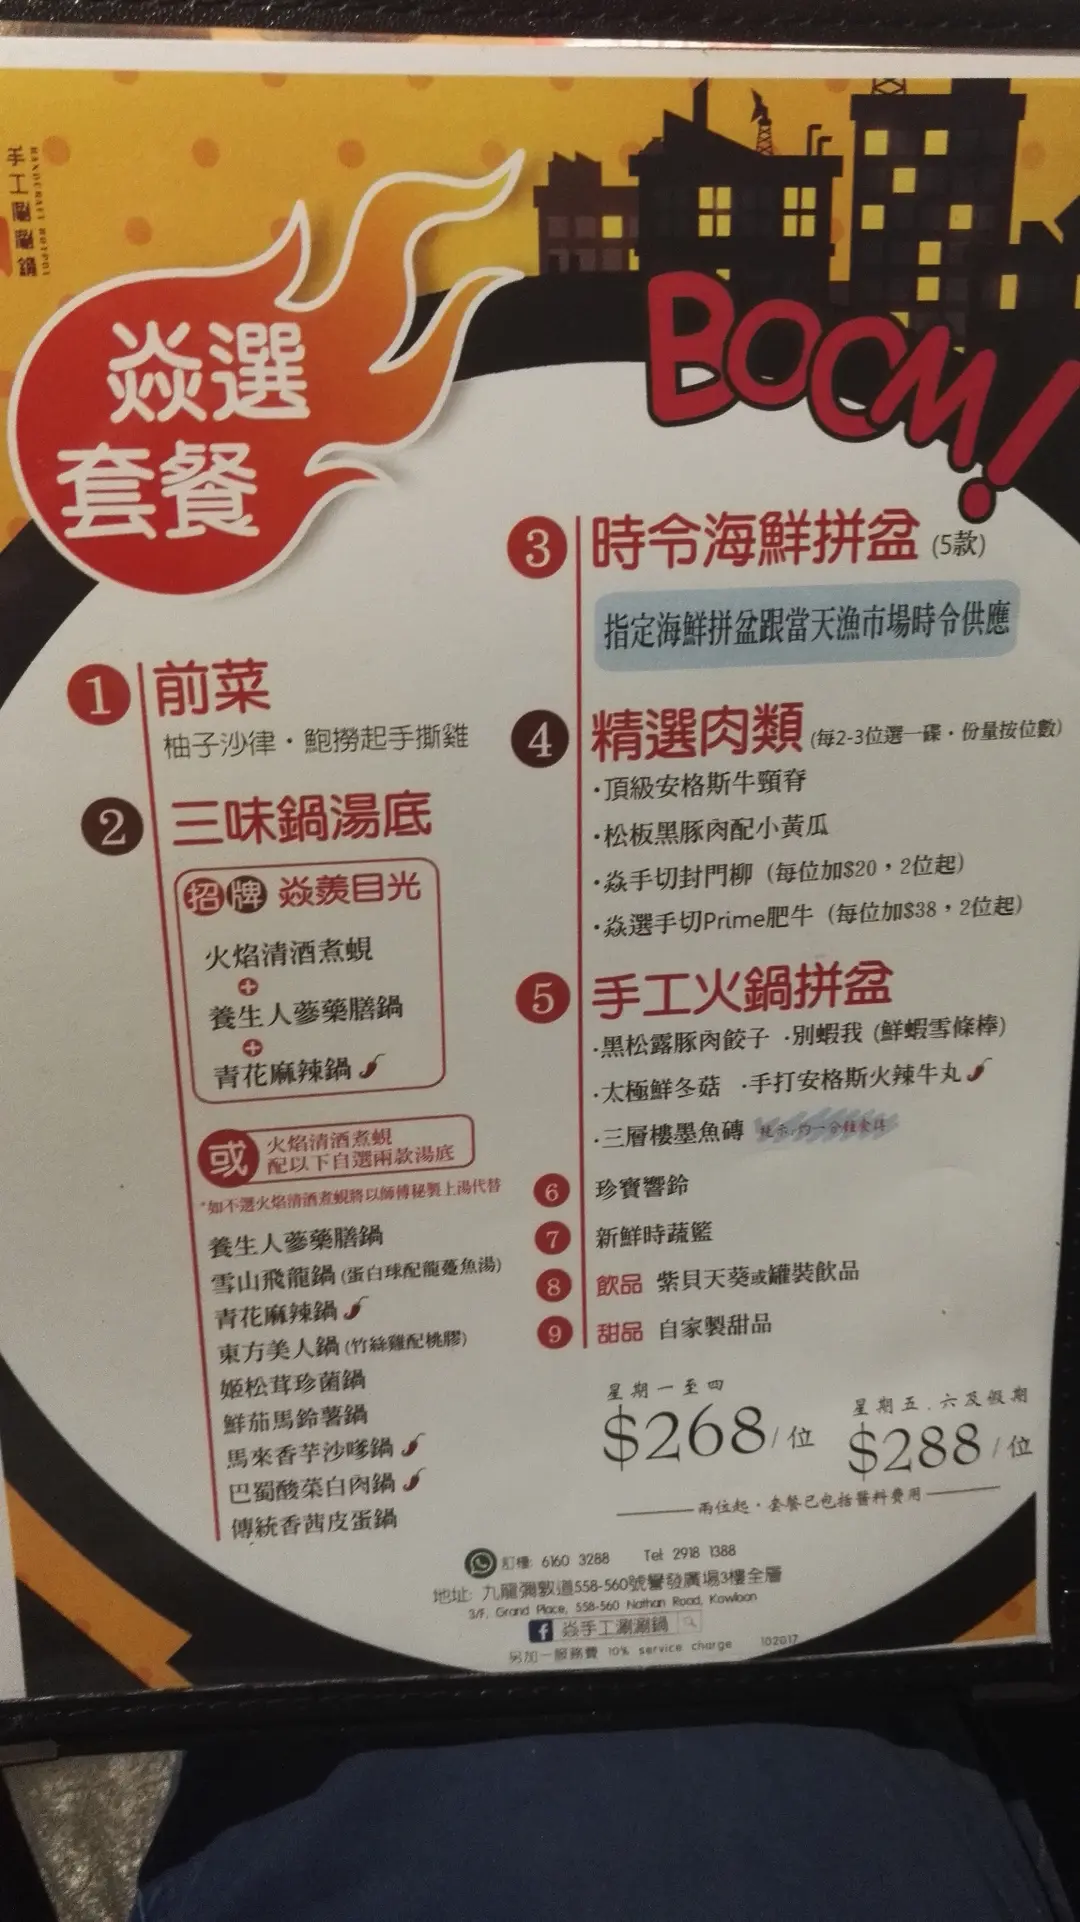 手工涮涮鍋
HANDCRAFT HOTPOT
焱選
套餐
BOOM!
1 前菜
柚子沙律・鮑撈起手撕雞
2 三味鍋湯底
招牌 焱羨目光
火焰清酒煮蜆
+
養生人蔘藥膳鍋
+
青花麻辣鍋
或 火焰清酒煮蜆
配以下自選兩款湯底
*如不選火焰清酒煮蜆將以師傅秘製上湯代替
養生人蔘藥膳鍋
雪山飛龍鍋 (蛋白球配龍躉魚湯)
青花麻辣鍋
東方美人鍋 (竹絲雞配桃膠)
姬松茸珍菌鍋
鮮茄馬鈴薯鍋
馬來香芋沙嗲鍋
巴蜀酸菜白肉鍋
傳統香茜皮蛋鍋
3 時令海鮮拼盆 (5款)
指定海鮮拼盆跟當天漁市場時令供應
4 精選肉類 (每2-3位選一碟・份量按位數)
·頂級安格斯牛頸脊
·松板黑豚肉配小黃瓜
·焱手切封門柳 (每位加$20，2位起)
·焱選手切Prime肥牛 (每位加$38，2位起)
5 手工火鍋拼盆
·黑松露豚肉餃子 ·別蝦我 (鮮蝦雪條棒)
·太極鮮冬菇 ·手打安格斯火辣牛丸
·三層樓墨魚磚 提示:灼一分鐘食得
6 珍寶響鈴
7 新鮮時蔬籃
8 飲品 紫貝天葵或罐裝飲品
9 甜品 自家製甜品
星期一至四
$268/位
星期五.六及假期
$288/位
兩位起・套餐已包括醬料費用
訂檯: 6160 3288 Tel: 2918 1388
地址: 九龍彌敦道558-560號譽發廣場3樓全層
3/F, Grand Place, 558-560 Nathan Road, Kowloon
f 焱手工涮涮鍋
另加一服務費 10% service charge 102017